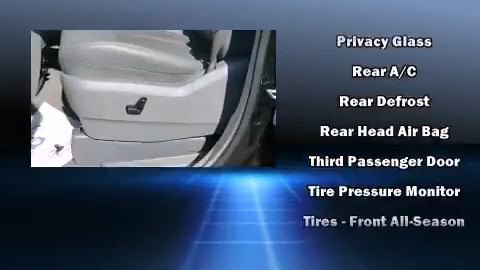 Privacy Glass
Rear A/C
Rear Defrost
Rear Head Air Bag
Third Passenger Door
Tire Pressure Monitor
Tires - Front All-Season